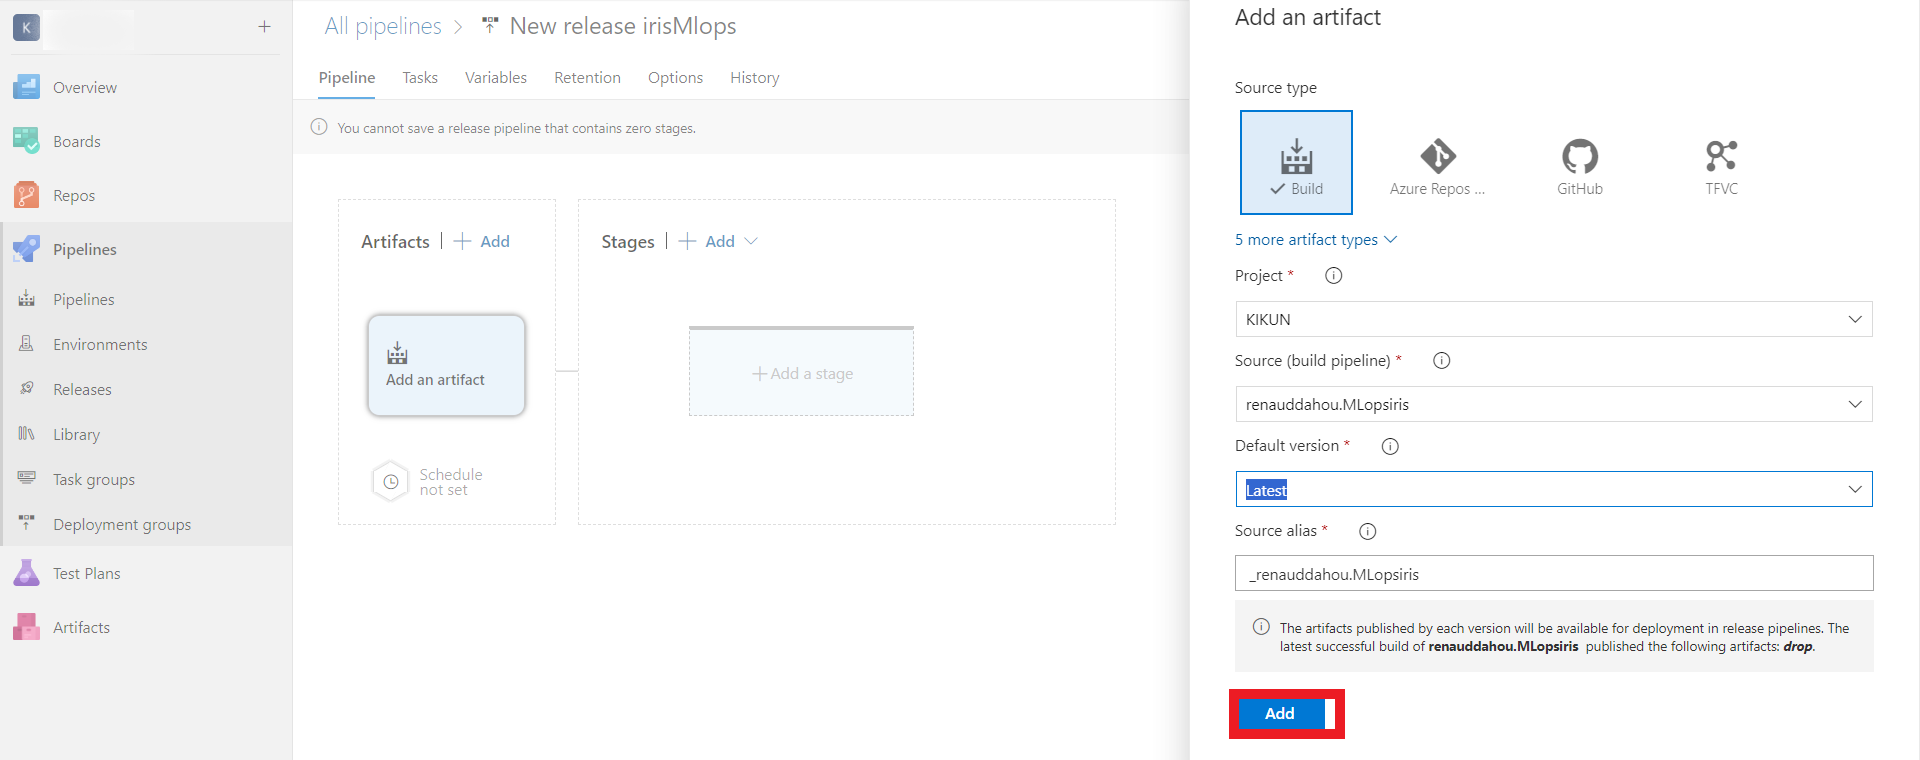 K
Overview
Boards
Repos
Pipelines
Pipelines
Environments
Releases
Library
Task groups
Deployment groups
Test Plans
Artifacts
All pipelines > New release irisMlops
Pipeline Tasks Variables Retention Options History
You cannot save a release pipeline that contains zero stages.
Artifacts | + Add
Add an artifact
Schedule
not set
Stages | + Add
+ Add a stage
Add an artifact
Source type
Build
Azure Repos ...
GitHub
TFVC
5 more artifact types
Project *
KIKUN
Source (build pipeline) *
renauddahou.MLopsiris
Default version *
Latest
Source alias *
_renauddahou.MLopsiris
The artifacts published by each version will be available for deployment in release pipelines. The
latest successful build of renauddahou.MLopsiris published the following artifacts: drop.
Add